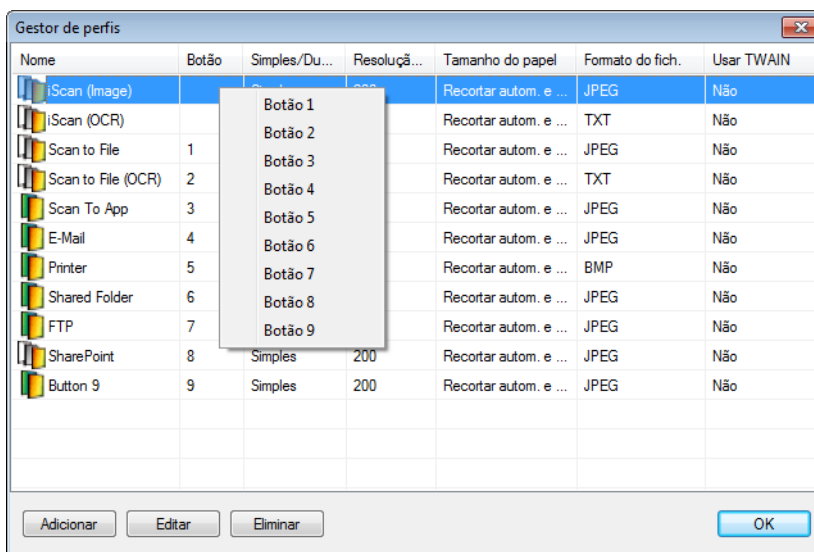 Gestor de perfis
Nome Botão Simples/Du... Resoluçã... Tamanho do papel Formato do fich. Usar TWAIN
iScan (Image) Recortar autom. e ... JPEG Não
iScan (OCR) Recortar autom. e ... TXT Não
Scan to File 1 Recortar autom. e ... JPEG Não
Scan to File (OCR) 2 Recortar autom. e ... TXT Não
Scan To App 3 Recortar autom. e ... JPEG Não
E-Mail 4 Recortar autom. e ... JPEG Não
Printer 5 Recortar autom. e ... BMP Não
Shared Folder 6 Recortar autom. e ... JPEG Não
FTP 7 Recortar autom. e ... JPEG Não
SharePoint 8 Simples 200 Recortar autom. e ... JPEG Não
Button 9 9 Simples 200 Recortar autom. e ... JPEG Não
Botão 1
Botão 2
Botão 3
Botão 4
Botão 5
Botão 6
Botão 7
Botão 8
Botão 9
Adicionar Editar Eliminar OK